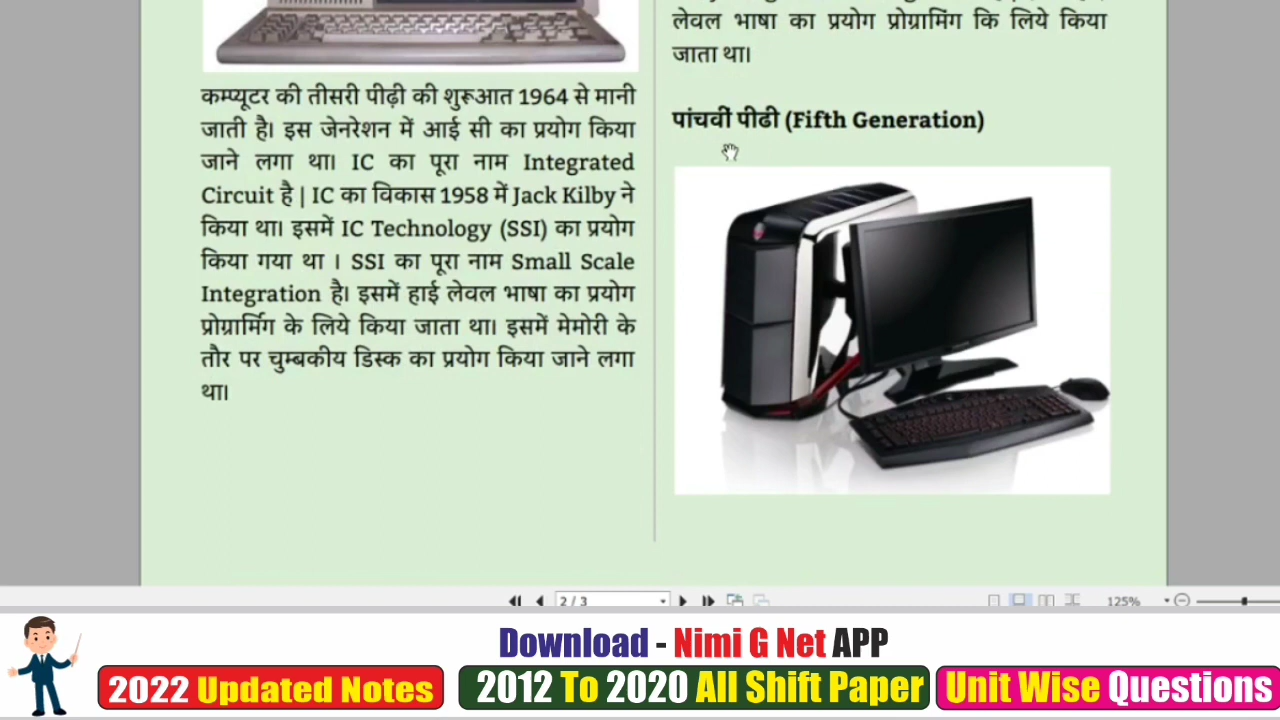 कम्प्यूटर की तीसरी पीढ़ी की शुरूआत 1964 से मानी
जाती है। इस जेनरेशन में आई सी का प्रयोग किया
जाने लगा था। IC का पूरा नाम Integrated
Circuit है | IC का विकास 1958 में Jack Kilby ने
किया था। इसमें IC Technology (SSI) का प्रयोग
किया गया था । SSI का पूरा नाम Small Scale
Integration है। इसमें हाई लेवल भाषा का प्रयोग
प्रोग्रामिंग के लिये किया जाता था। इसमें मेमोरी के
तौर पर चुम्बकीय डिस्क का प्रयोग किया जाने लगा
था।
लेवल भाषा का प्रयोग प्रोग्रामिंग कि लिये किया
जाता था।
पांचवीं पीढी (Fifth Generation)
2 / 3
125%
Download - Nimi G Net APP
2022 Updated Notes
2012 To 2020 All Shift Paper
Unit Wise Questions